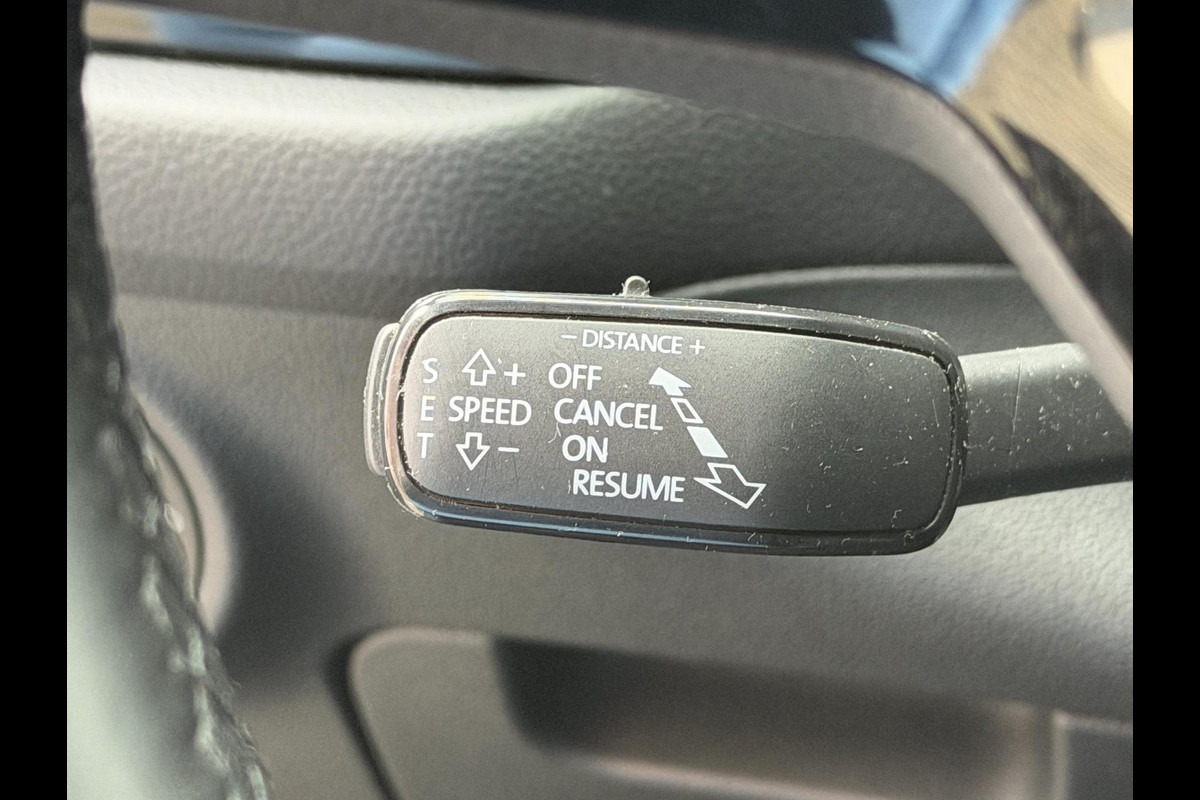 − DISTANCE +
S ⇧+ OFF
E SPEED CANCEL
T ⇩− ON
RESUME